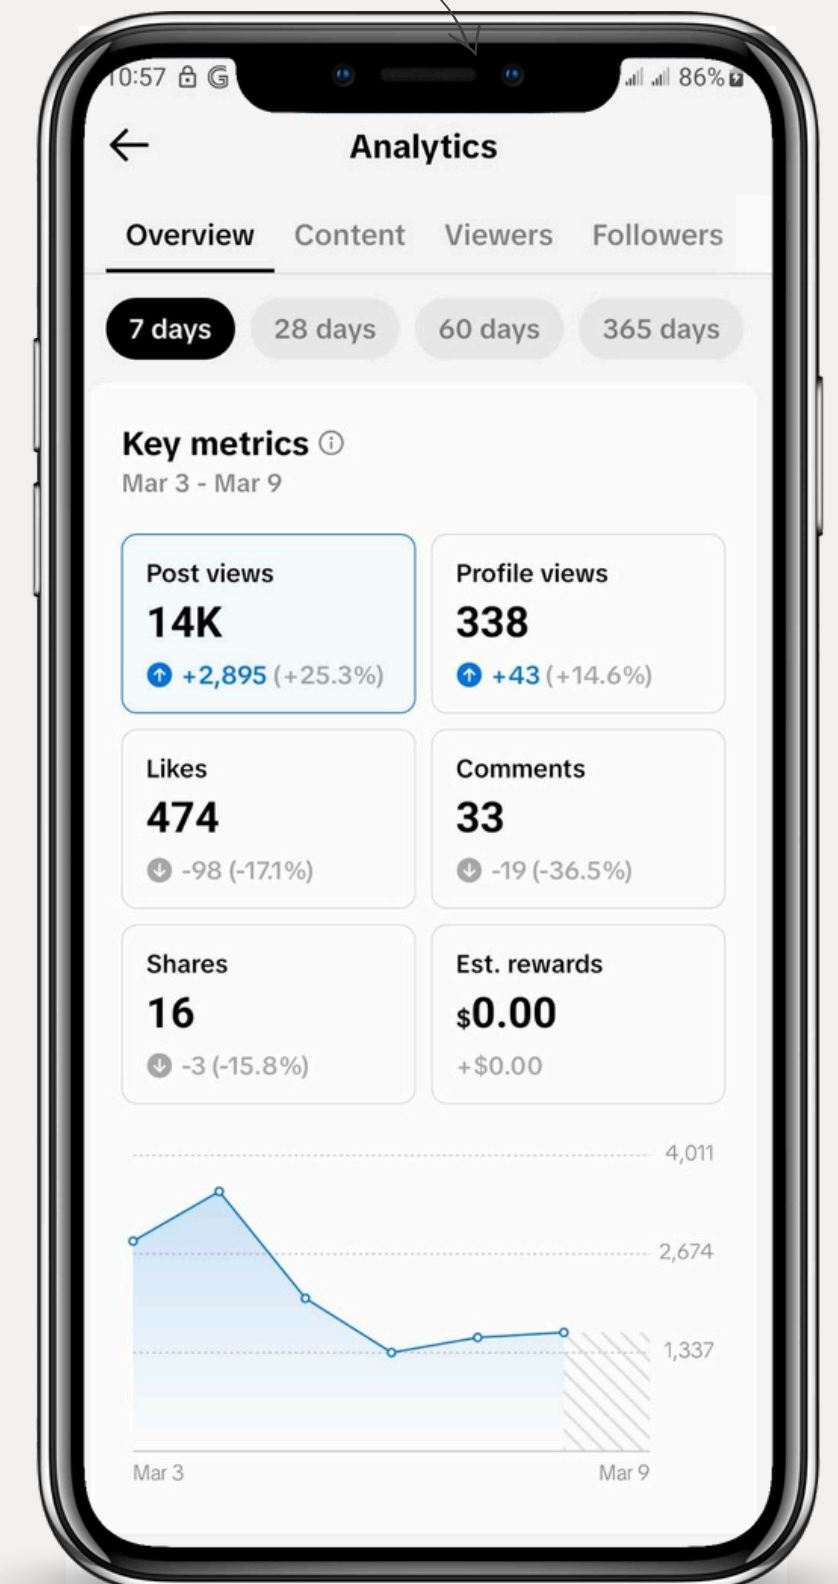 10:57 G 86%
Analytics
Overview Content Viewers Followers
7 days 28 days 60 days 365 days
Key metrics
Mar 3 - Mar 9
Post views
14K
+2,895 (+25.3%)
Profile views
338
+43 (+14.6%)
Likes
474
-98 (-17.1%)
Comments
33
-19 (-36.5%)
Shares
16
-3 (-15.8%)
Est. rewards
$0.00
+$0.00
4,011
2,674
1,337
Mar 3 Mar 9